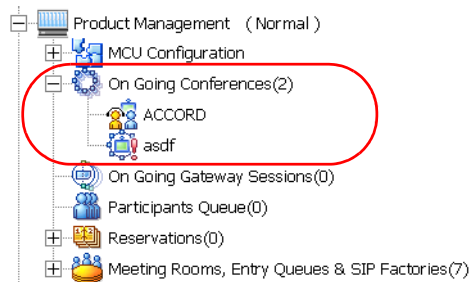 Product Management (Normal)
MCU Configuration
On Going Conferences(2)
ACCORD
asdf
On Going Gateway Sessions(0)
Participants Queue(0)
Reservations(0)
Meeting Rooms, Entry Queues & SIP Factories(7)